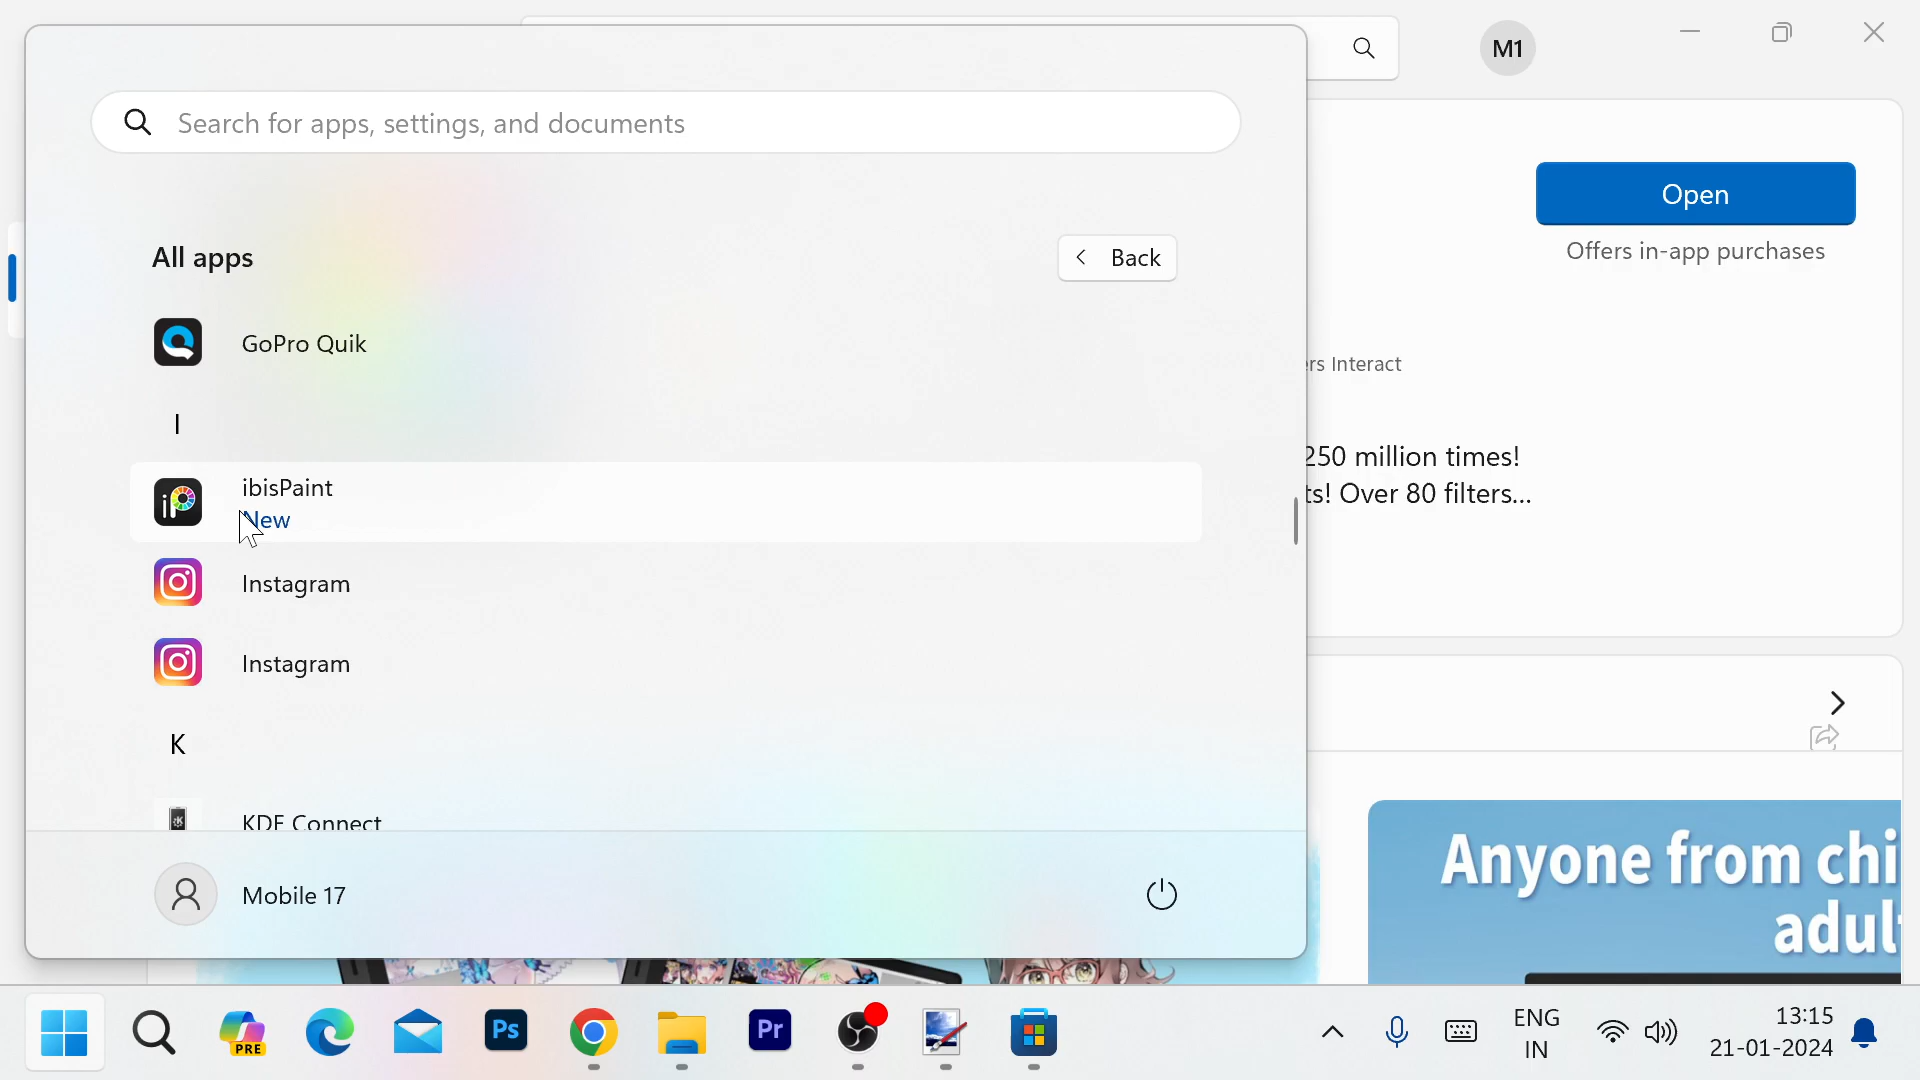 M1
Search for apps, settings, and documents
Open
Offers in-app purchases
All apps
Back
GoPro Quik
rs Interact
I
250 million times!
ibisPaint
New
ts! Over 80 filters...
Instagram
Instagram
K
KDE Connect
Anyone from chi
adul
Mobile 17
PRE
Ps
Pr
ENG
IN
13:15
21-01-2024